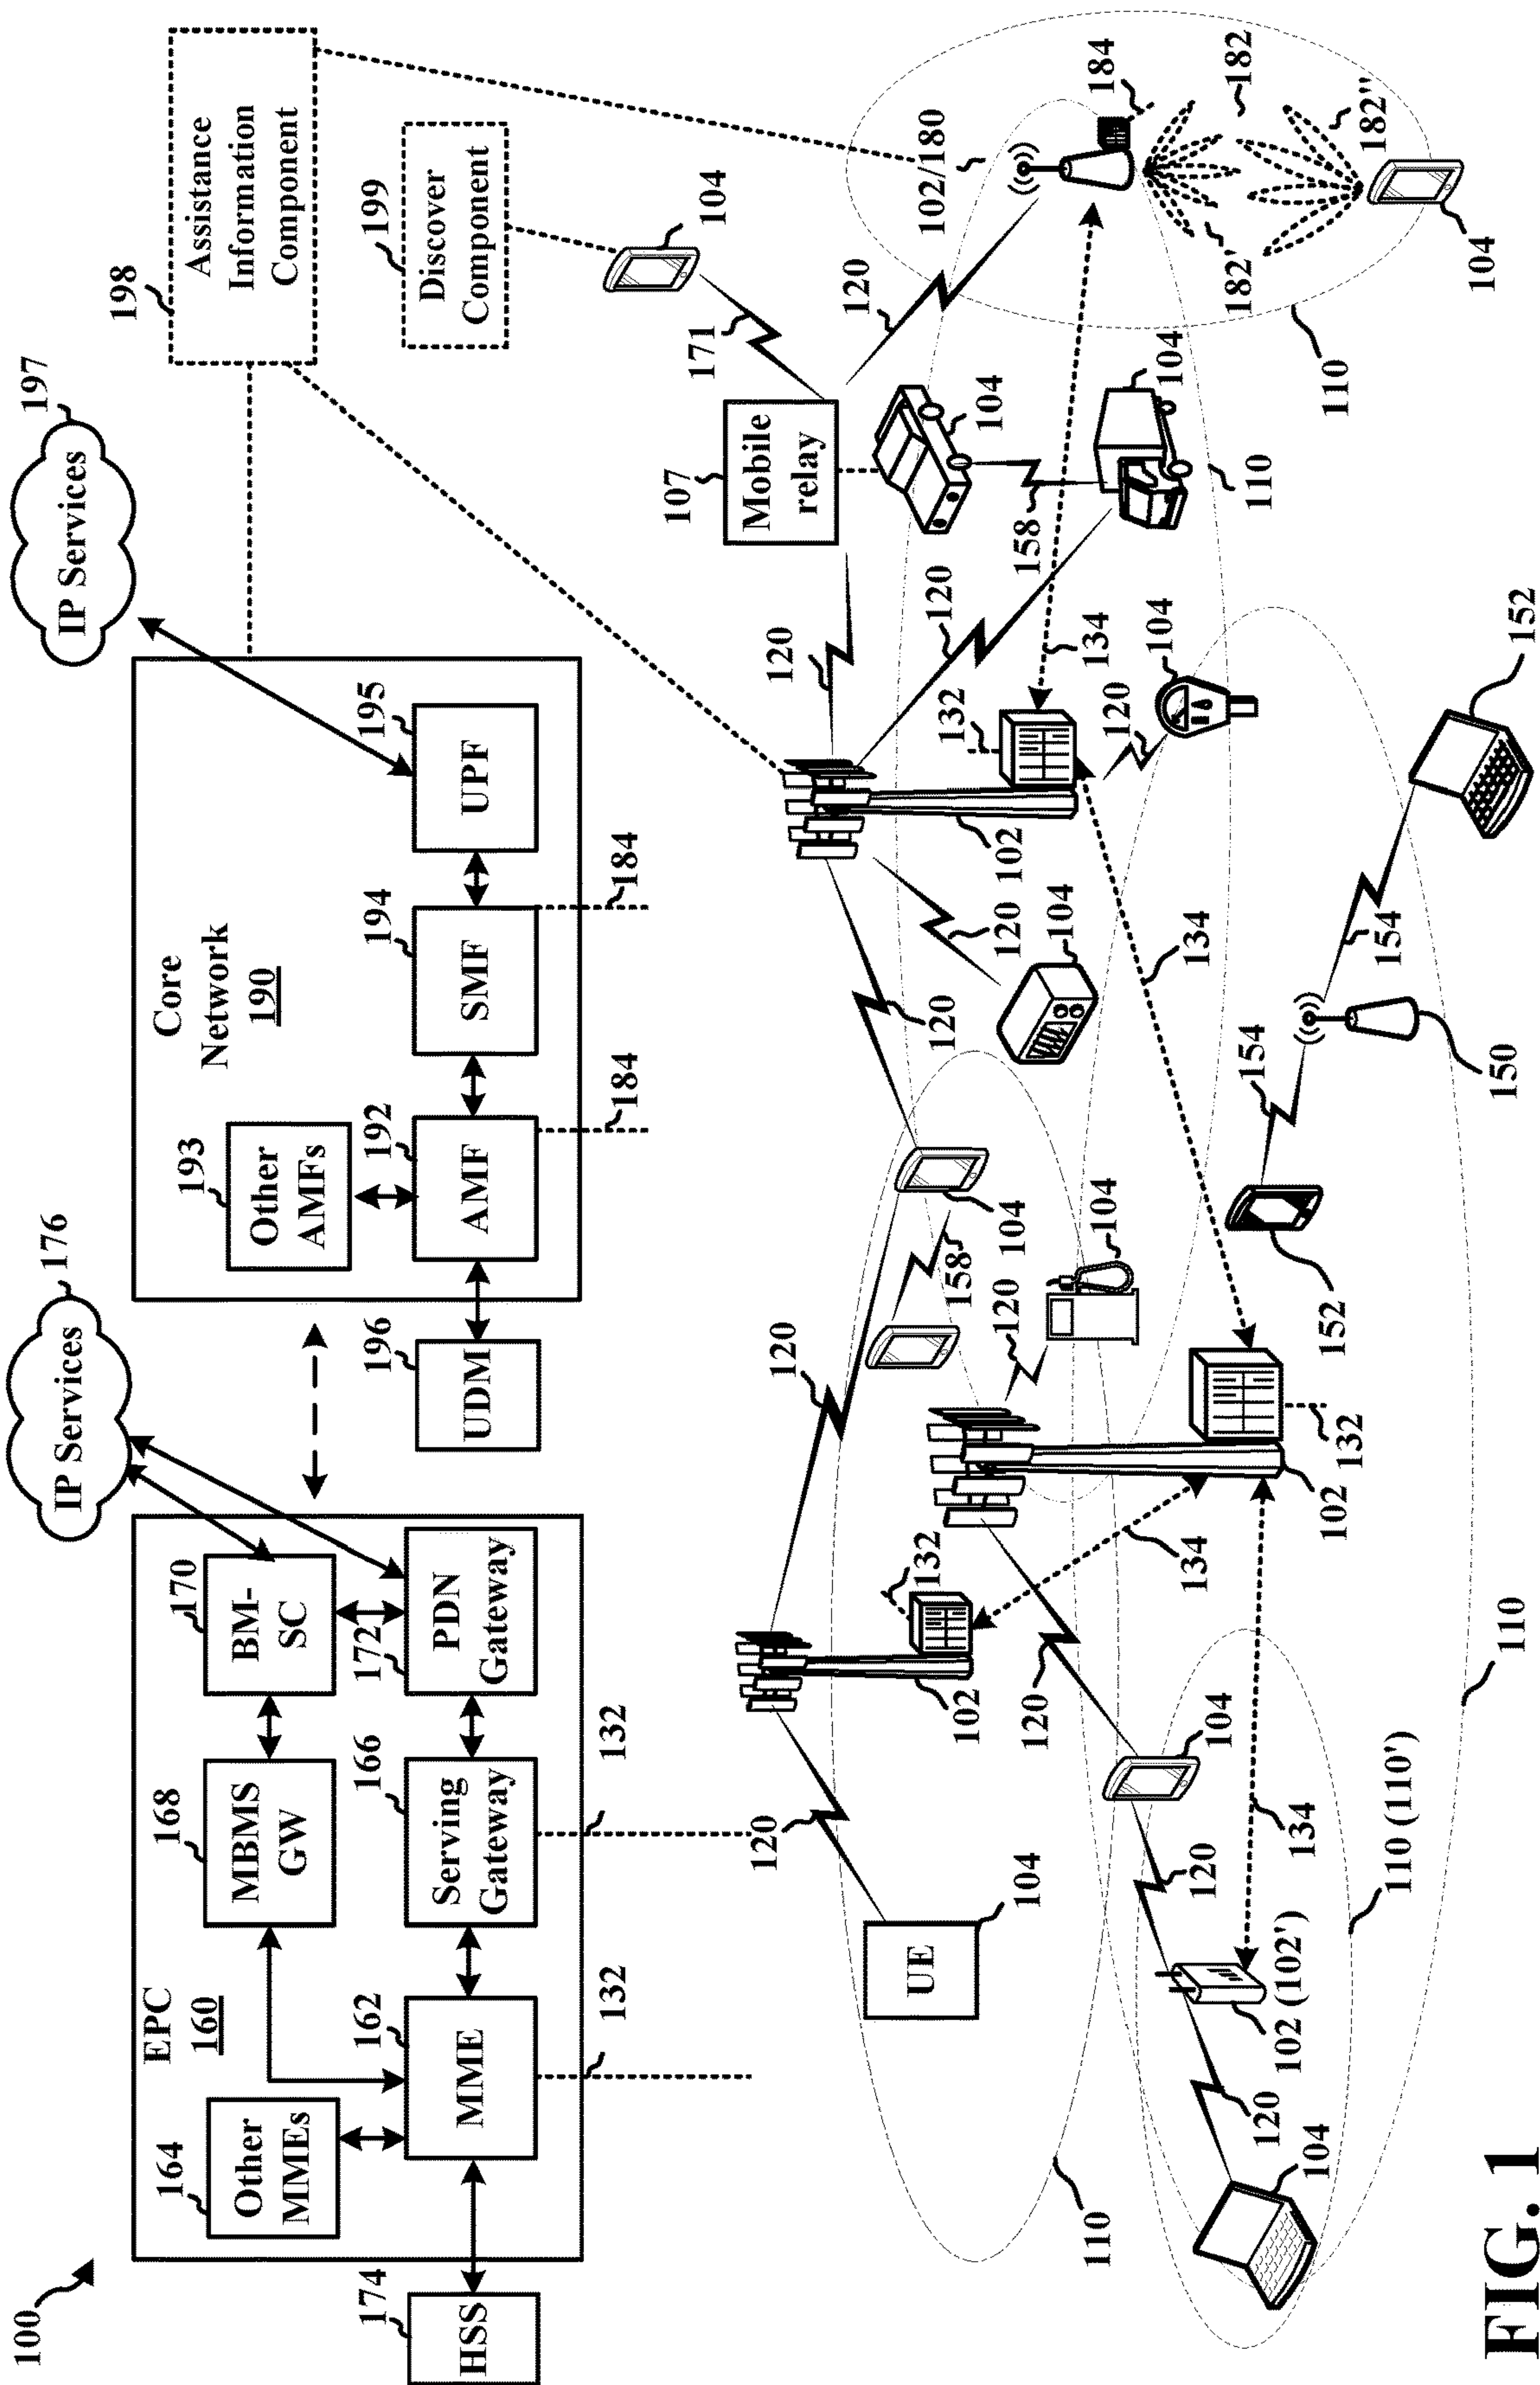 100
EPC
160
174
HSS
164
Other
MMEs
162
MME
168
MBMS
GW
166
Serving
Gateway
170
BM-
SC
172
PDN
Gateway
132
132
IP Services
176
196
UDM
Core
Network
190
193
Other
AMFs
192
AMF
194
SMF
195
UPF
184
184
IP Services
197
198
Assistance
Information
Component
199
Discover
Component
104
171
107
Mobile
relay
120
120
102/180
184
182
182'
182''
104
110
104
158
104
120
110
134
132
102
120
104
120
104
120
120
104
158
120
104
120
104
UE
132
102
134
120
102
132
134
104
120
102 (102')
134
120
104
110
110 (110')
110
152
154
150
154
152
FIG. 1